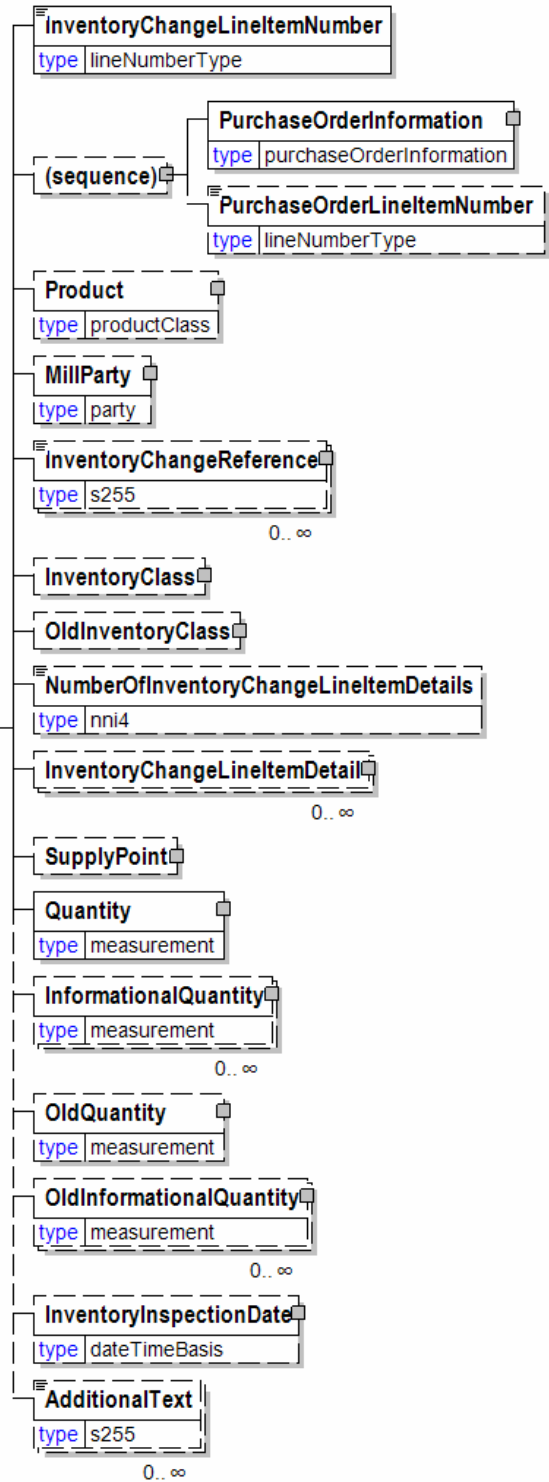 InventoryChangeLineItemNumber
type lineNumberType
PurchaseOrderInformation
type purchaseOrderInformation
(sequence)
PurchaseOrderLineItemNumber
type lineNumberType
Product
type productClass
MillParty
type party
InventoryChangeReference
type s255
0.. ∞
InventoryClass
OldInventoryClass
NumberOfInventoryChangeLineItemDetails
type nni4
InventoryChangeLineItemDetail
0.. ∞
SupplyPoint
Quantity
type measurement
InformationalQuantity
type measurement
0.. ∞
OldQuantity
type measurement
OldInformationalQuantity
type measurement
0.. ∞
InventoryInspectionDate
type dateTimeBasis
AdditionalText
type s255
0.. ∞